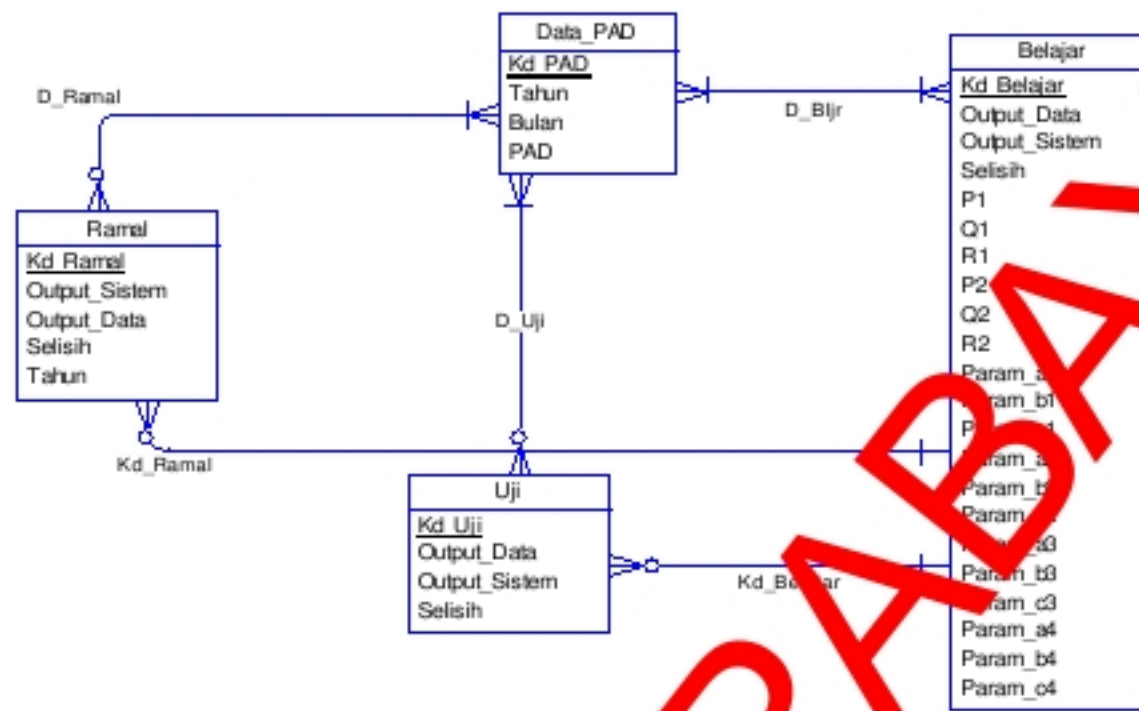 Data_PAD
Kd_PAD
Tahun
Bulan
PAD
D_Ramal
D_Bljr
Belajar
Kd_Belajar
Output_Data
Output_Sistem
Selisih
P1
Q1
R1
P2
Q2
R2
Param_b3
Param_a4
Param_b4
Param_c4
Ramal
Kd_Ramal
Output_Sistem
Output_Data
Selisih
Tahun
D_Uji
Kd_Ramal
Uji
Kd_Uji
Output_Data
Output_Sistem
Selisih